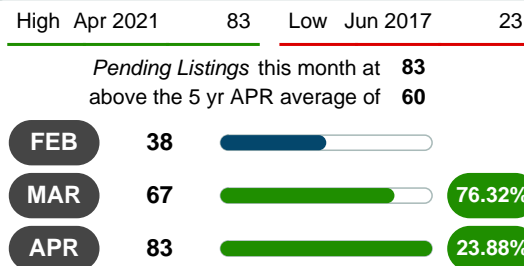 High Apr 2021 83 Low Jun 2017 23
Pending Listings this month at 83
above the 5 yr APR average of 60
FEB 38
MAR 67 76.32%
APR 83 23.88%